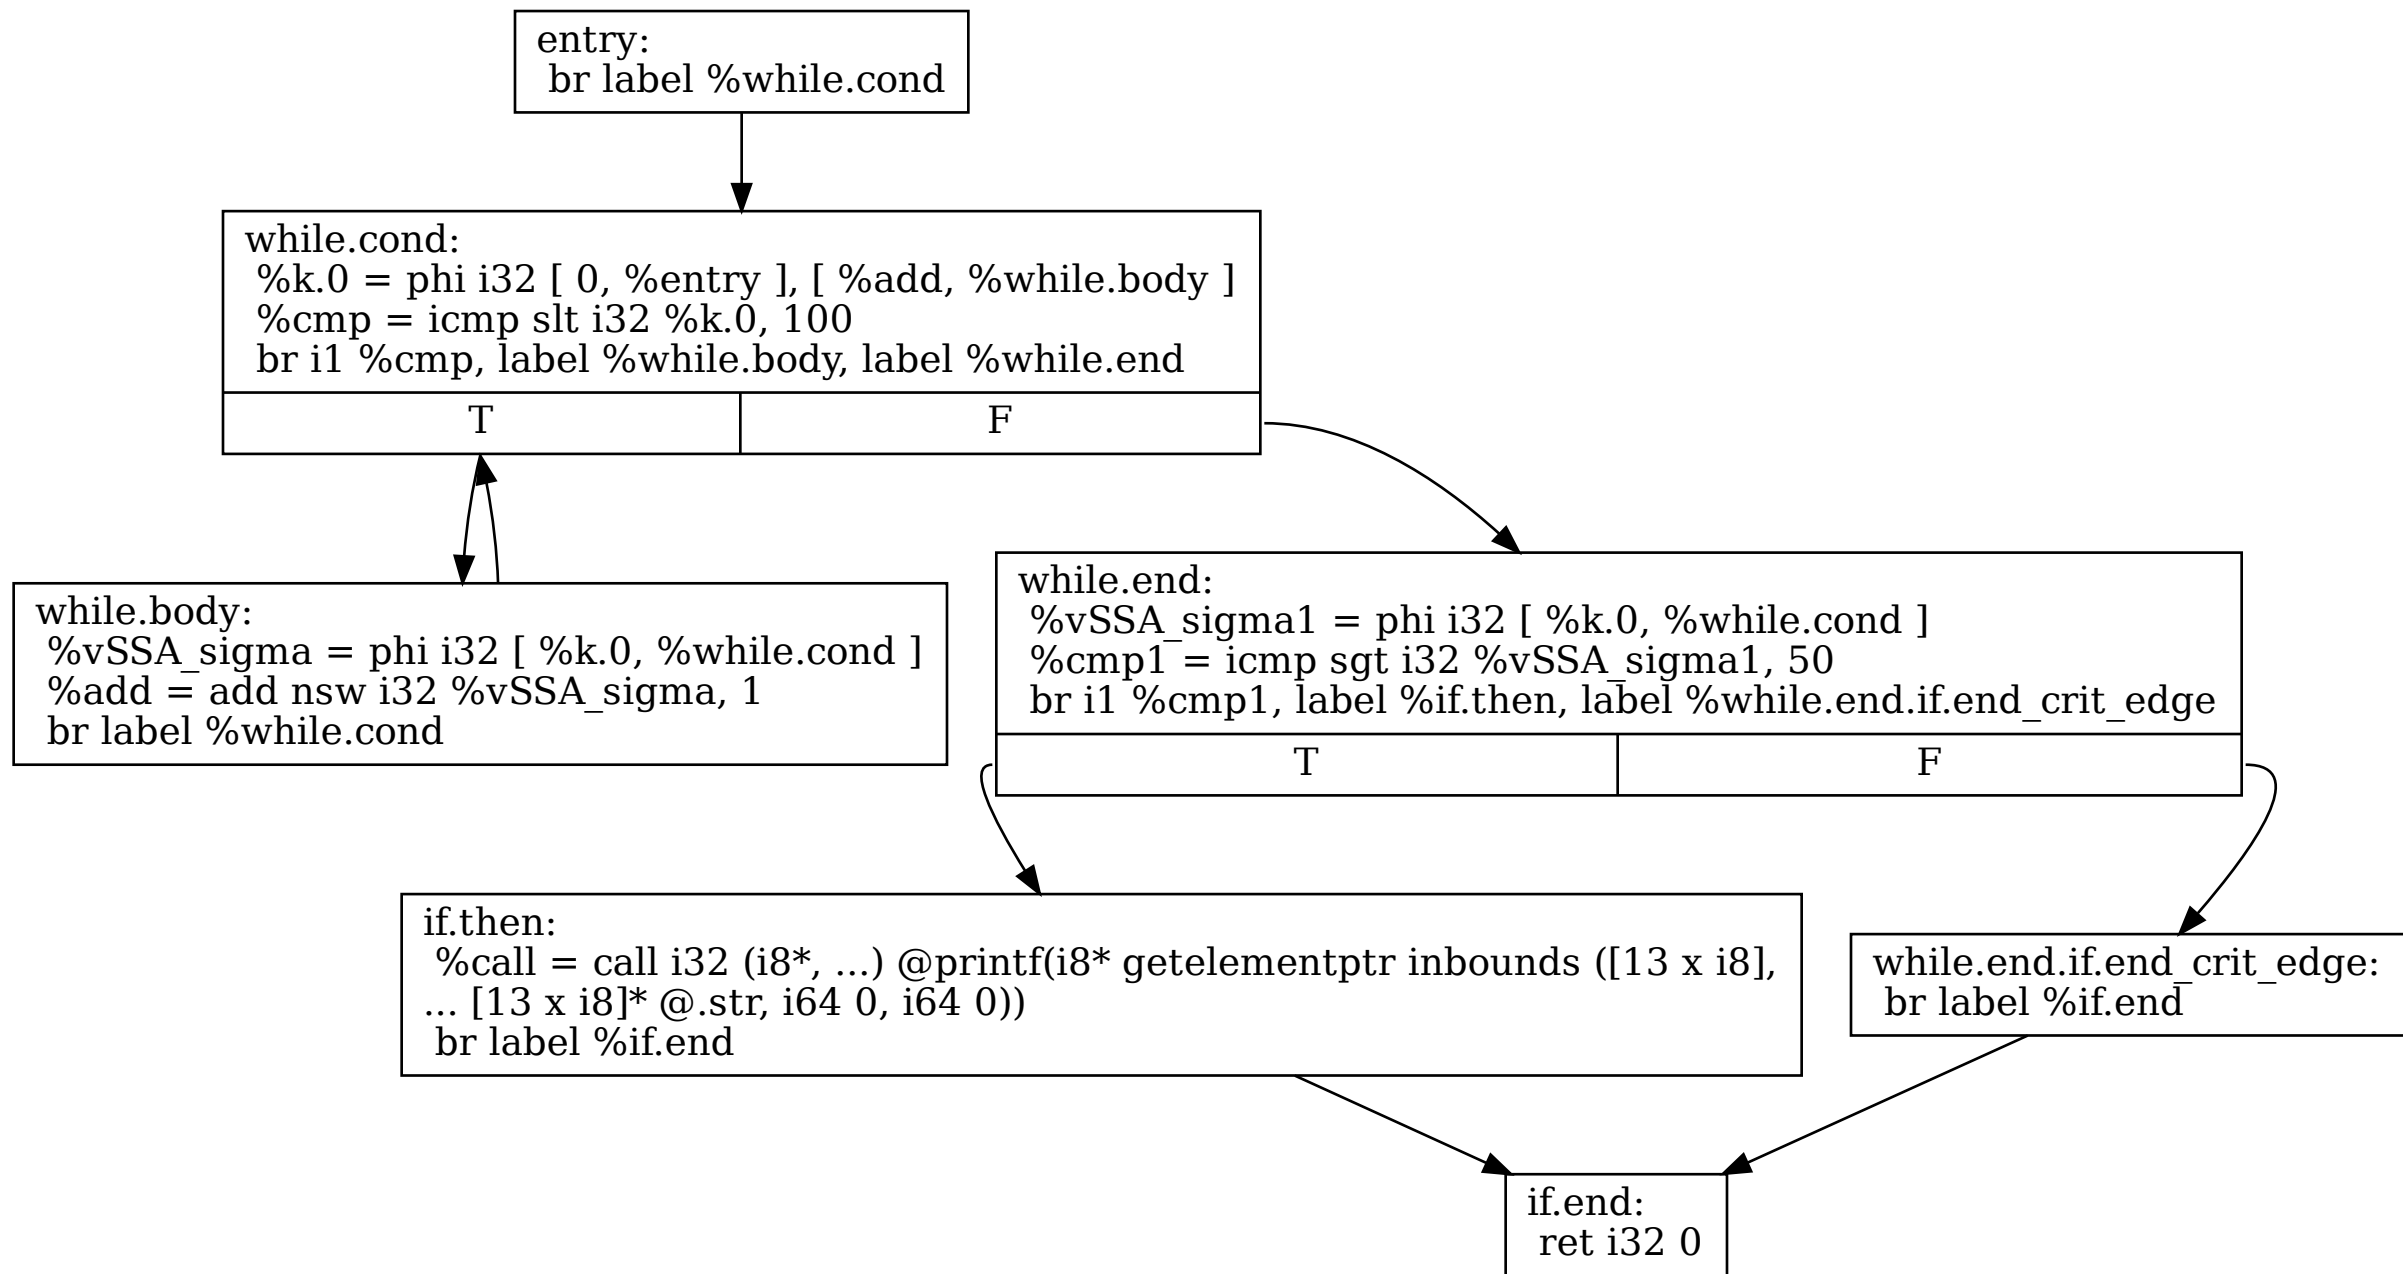 entry:
br label %while.cond
while.cond:
%k.0 = phi i32 [ 0, %entry ], [ %add, %while.body ]
%cmp = icmp slt i32 %k.0, 100
br i1 %cmp, label %while.body, label %while.end
T
F
while.body:
%vSSA_sigma = phi i32 [ %k.0, %while.cond ]
%add = add nsw i32 %vSSA_sigma, 1
br label %while.cond
while.end:
%vSSA_sigma1 = phi i32 [ %k.0, %while.cond ]
%cmp1 = icmp sgt i32 %vSSA_sigma1, 50
br i1 %cmp1, label %if.then, label %while.end.if.end_crit_edge
T
F
if.then:
%call = call i32 (i8*, ...) @printf(i8* getelementptr inbounds ([13 x i8],
... [13 x i8]* @.str, i64 0, i64 0))
br label %if.end
while.end.if.end_crit_edge:
br label %if.end
if.end:
ret i32 0